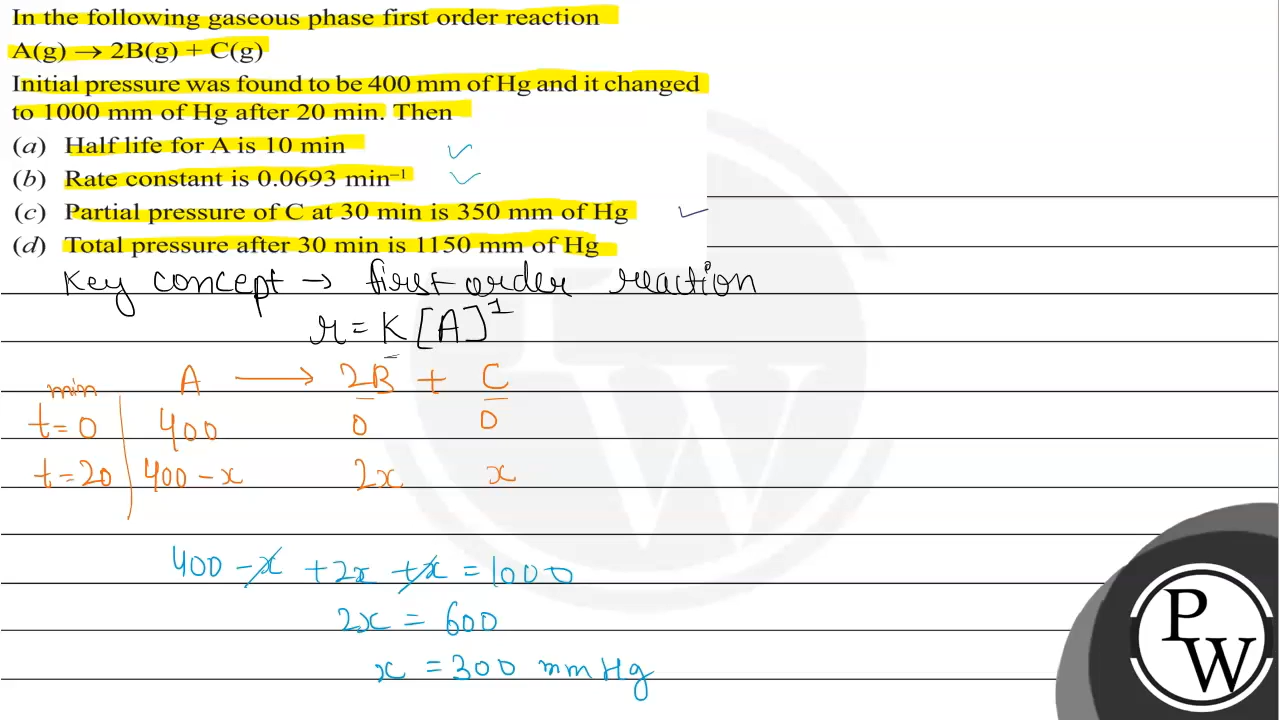 In the following gaseous phase first order reaction
A(g) → 2B(g) + C(g)
Initial pressure was found to be 400 mm of Hg and it changed
to 1000 mm of Hg after 20 min. Then
(a) Half life for A is 10 min ✓
(b) Rate constant is 0.0693 min⁻¹ ✓
(c) Partial pressure of C at 30 min is 350 mm of Hg ✓
(d) Total pressure after 30 min is 1150 mm of Hg
Key concept → first order reaction
r = K [A]¹
min A ⟶ 2B + C
t=0 400 0 0
t=20 400-x 2x x
400 - x + 2x + x = 1000
2x = 600
x = 300 mm Hg
PW